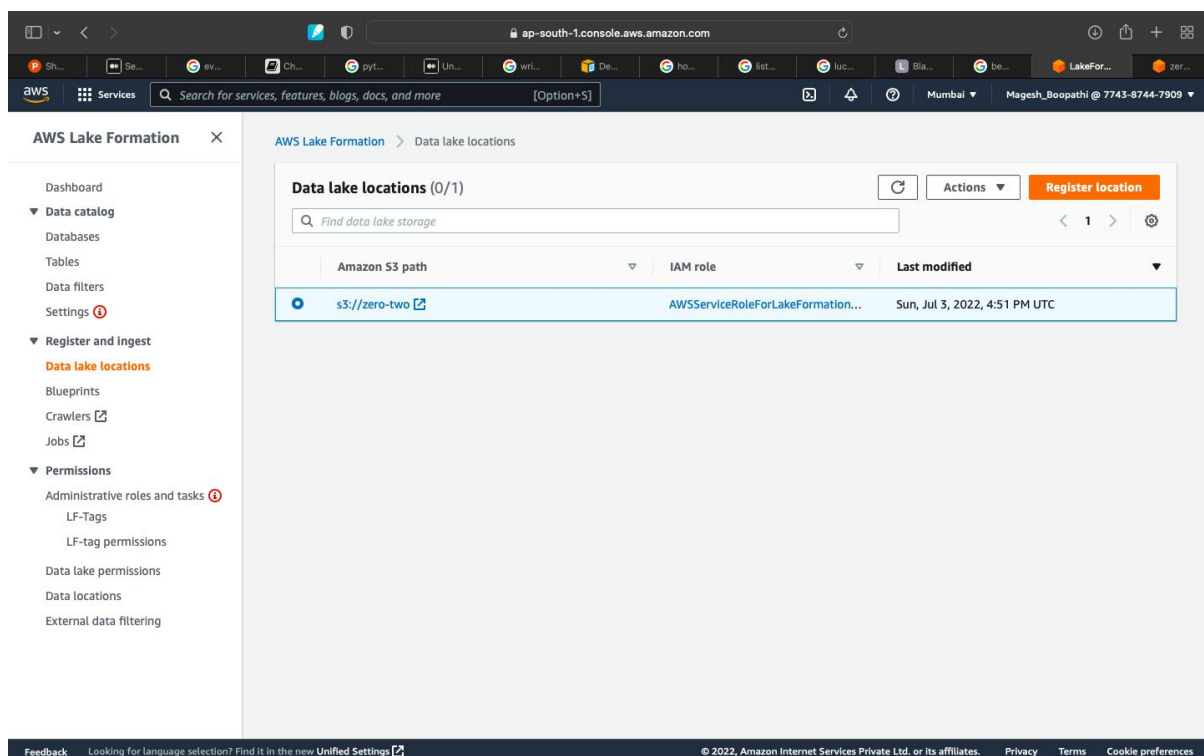 ap-south-1.console.aws.amazon.com
Sh... Se... ev... Ch... pyt... Un... wri... De... ho... list... luc... Bla... be... LakeFor... zer...
aws Services Search for services, features, blogs, docs, and more [Option+S] Mumbai Magesh_Boopathi @ 7743-8744-7909
AWS Lake Formation
Dashboard
Data catalog
Databases
Tables
Data filters
Settings
Register and ingest
Data lake locations
Blueprints
Crawlers
Jobs
Permissions
Administrative roles and tasks
LF-Tags
LF-tag permissions
Data lake permissions
Data locations
External data filtering
AWS Lake Formation > Data lake locations
Data lake locations (0/1) Actions Register location
Find data lake storage 1
Amazon S3 path IAM role Last modified
s3://zero-two AWSServiceRoleForLakeFormation... Sun, Jul 3, 2022, 4:51 PM UTC
Feedback Looking for language selection? Find it in the new Unified Settings © 2022, Amazon Internet Services Private Ltd. or its affiliates. Privacy Terms Cookie preferences